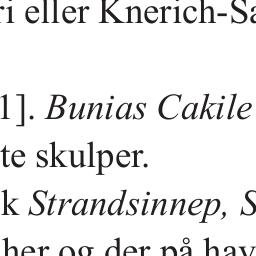 ri eller Knerich-Sa
1]. Bunias Cakile
te skulper.
k Strandsinnep, S
her og der på hav